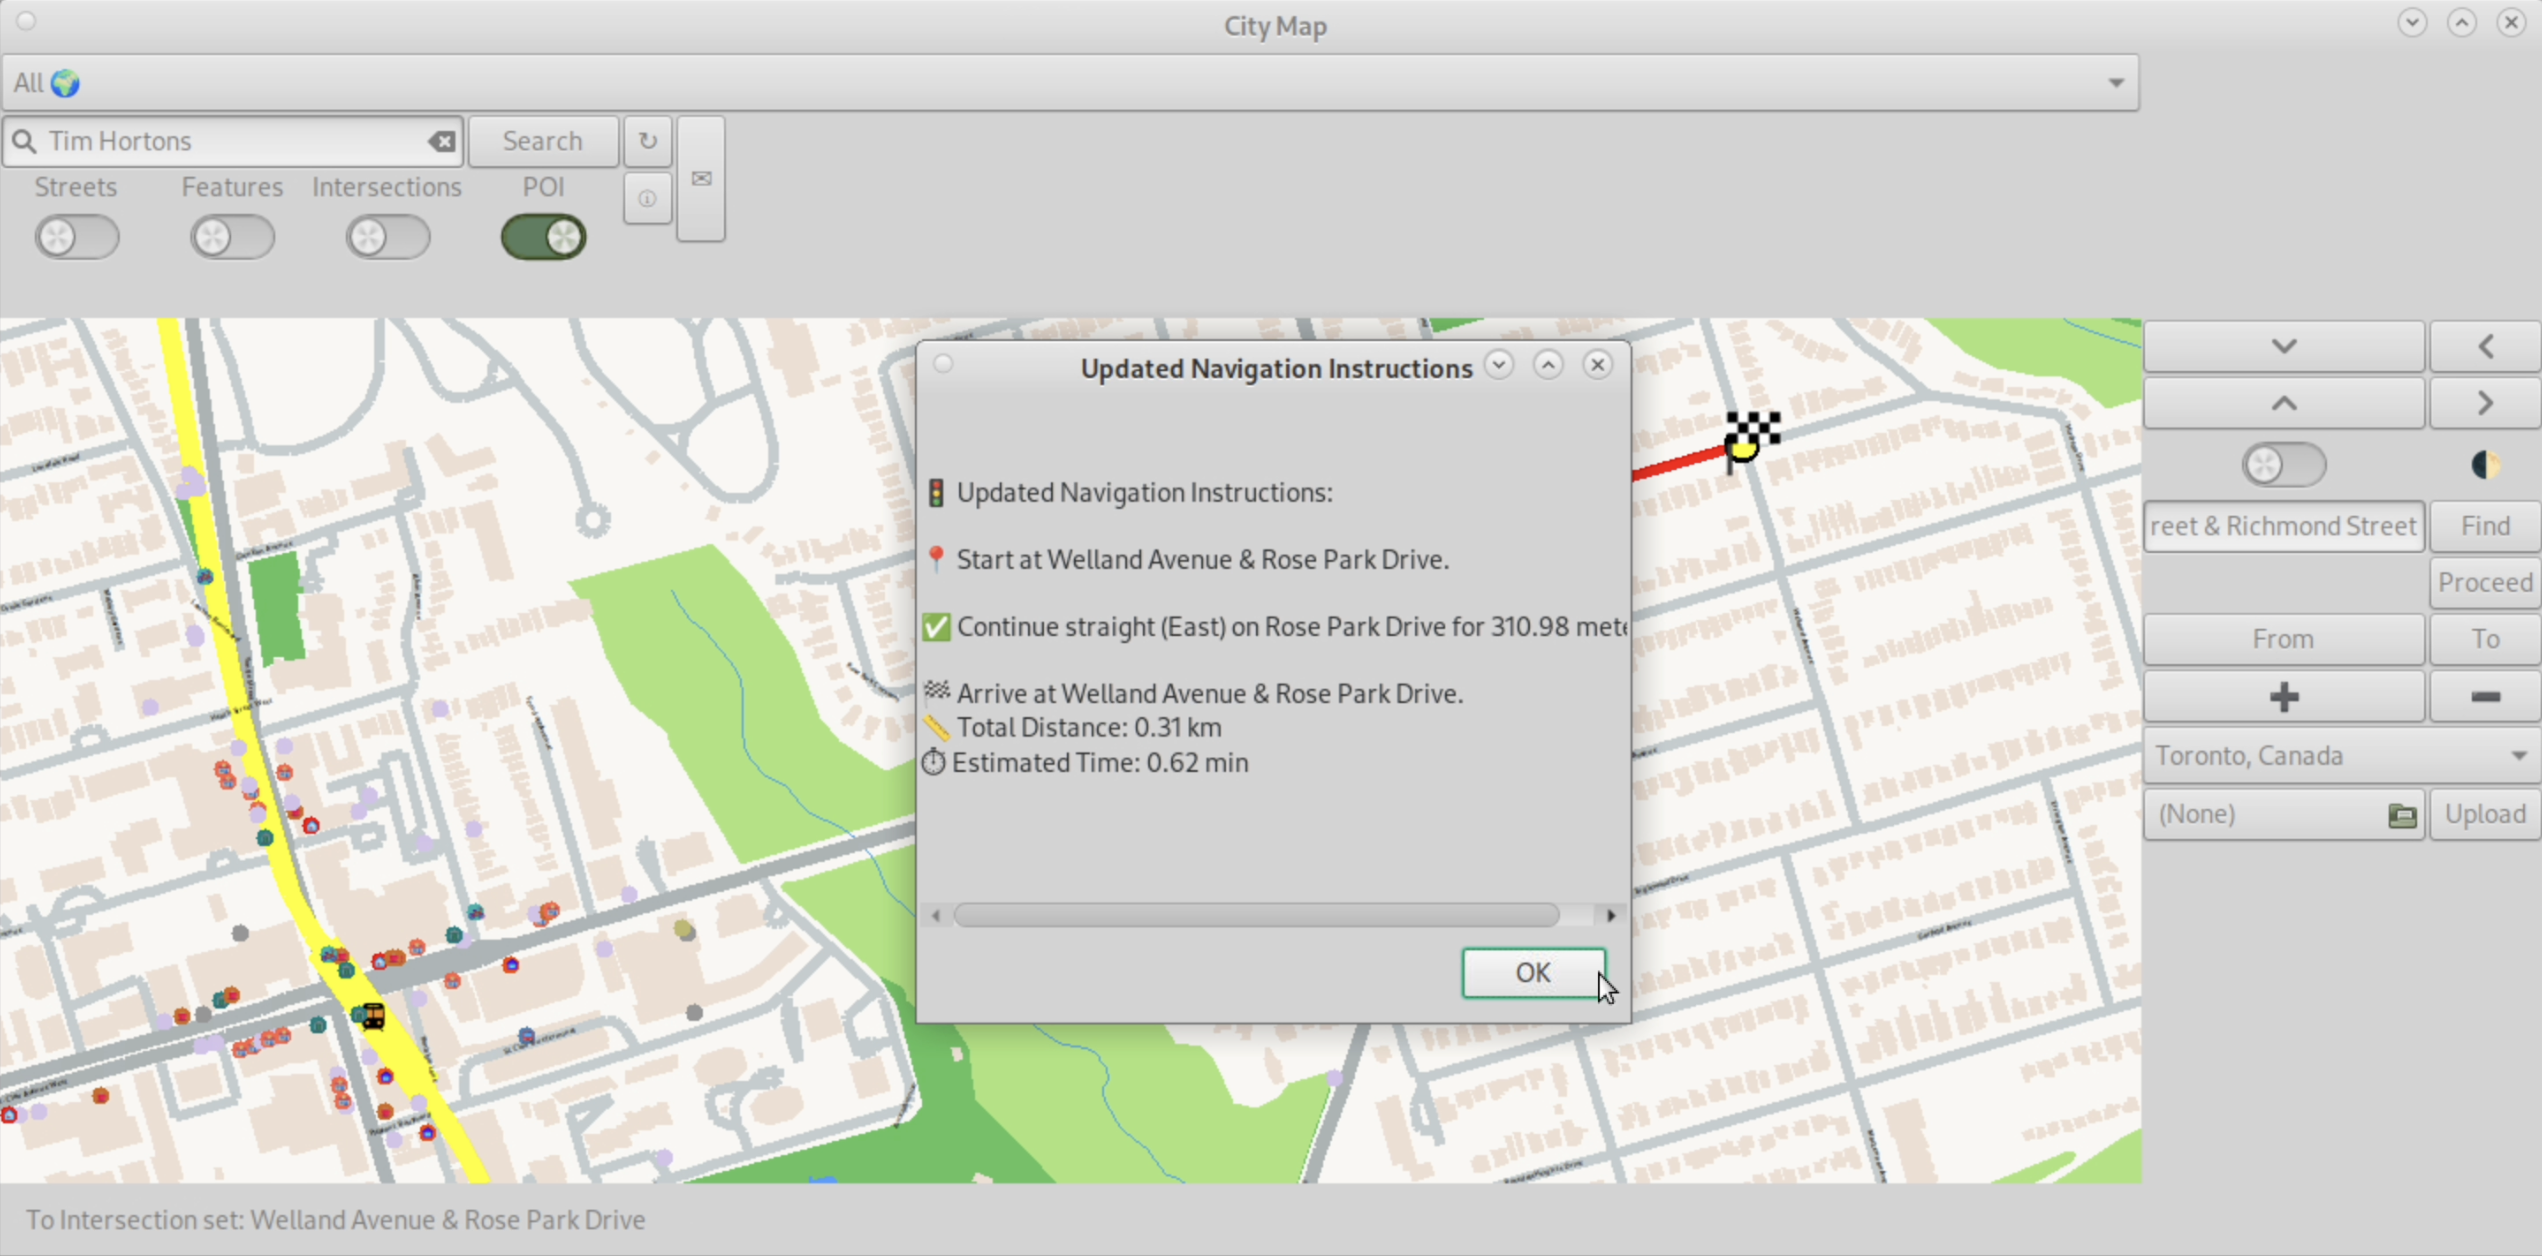 City Map
All 🌍
Tim Hortons
Search
Streets
Features
Intersections
POI
Updated Navigation Instructions
🚦 Updated Navigation Instructions:
📍 Start at Welland Avenue & Rose Park Drive.
✅ Continue straight (East) on Rose Park Drive for 310.98 mete
🏁 Arrive at Welland Avenue & Rose Park Drive.
📏 Total Distance: 0.31 km
⏱ Estimated Time: 0.62 min
OK
reet & Richmond Street
Find
Proceed
From
To
Toronto, Canada
(None)
Upload
To Intersection set: Welland Avenue & Rose Park Drive